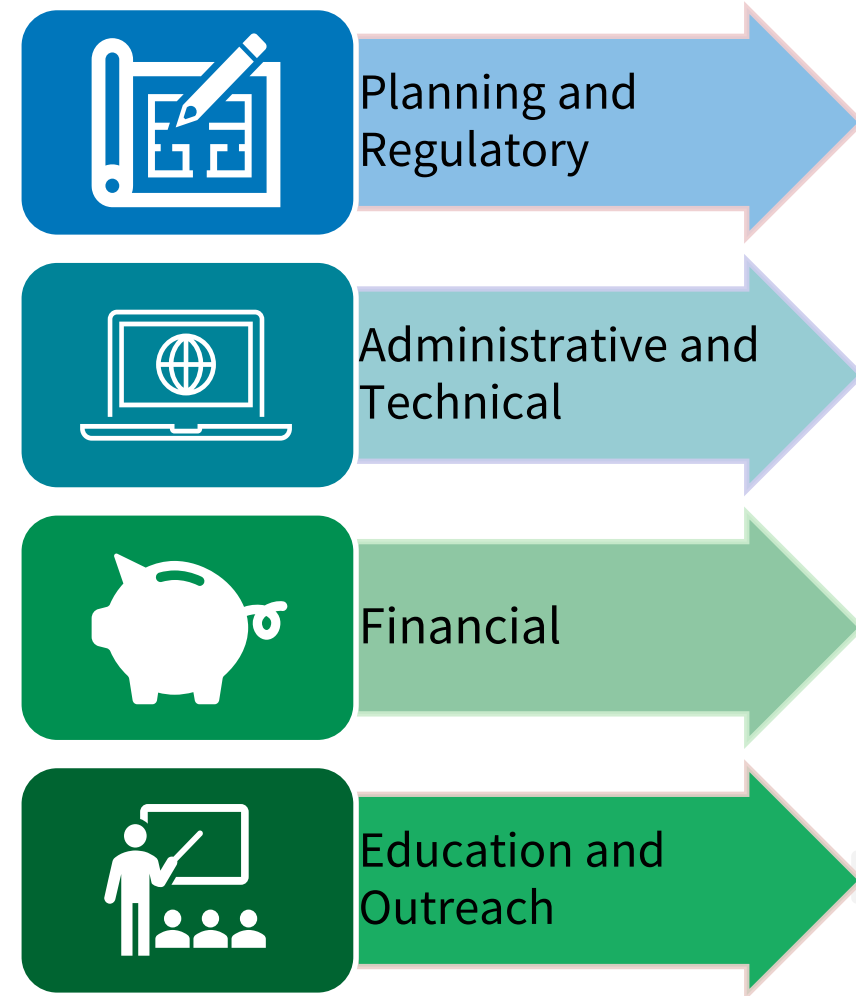 Planning and
Regulatory
Administrative and
Technical
Financial
Education and
Outreach